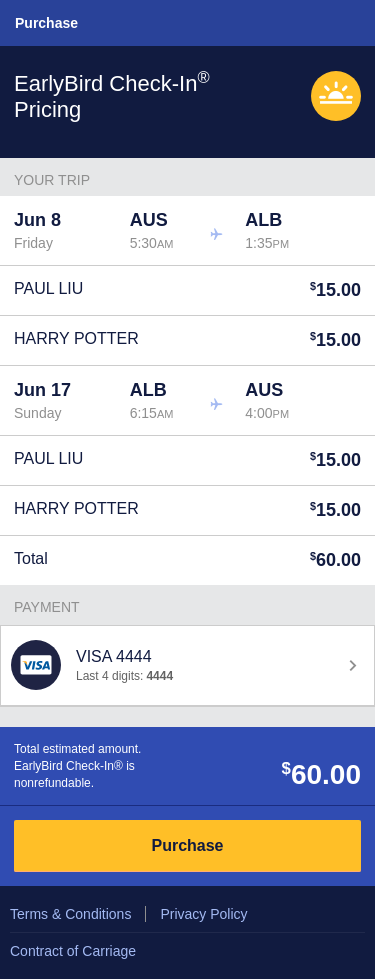 Purchase
EarlyBird Check-In®
Pricing
YOUR TRIP
Jun 8 AUS ALB
Friday 5:30AM 1:35PM
PAUL LIU $15.00
HARRY POTTER $15.00
Jun 17 ALB AUS
Sunday 6:15AM 4:00PM
PAUL LIU $15.00
HARRY POTTER $15.00
Total $60.00
PAYMENT
VISA VISA 4444
Last 4 digits: 4444
Total estimated amount.
EarlyBird Check-In® is
nonrefundable.
$60.00
Purchase
Terms & Conditions Privacy Policy
Contract of Carriage